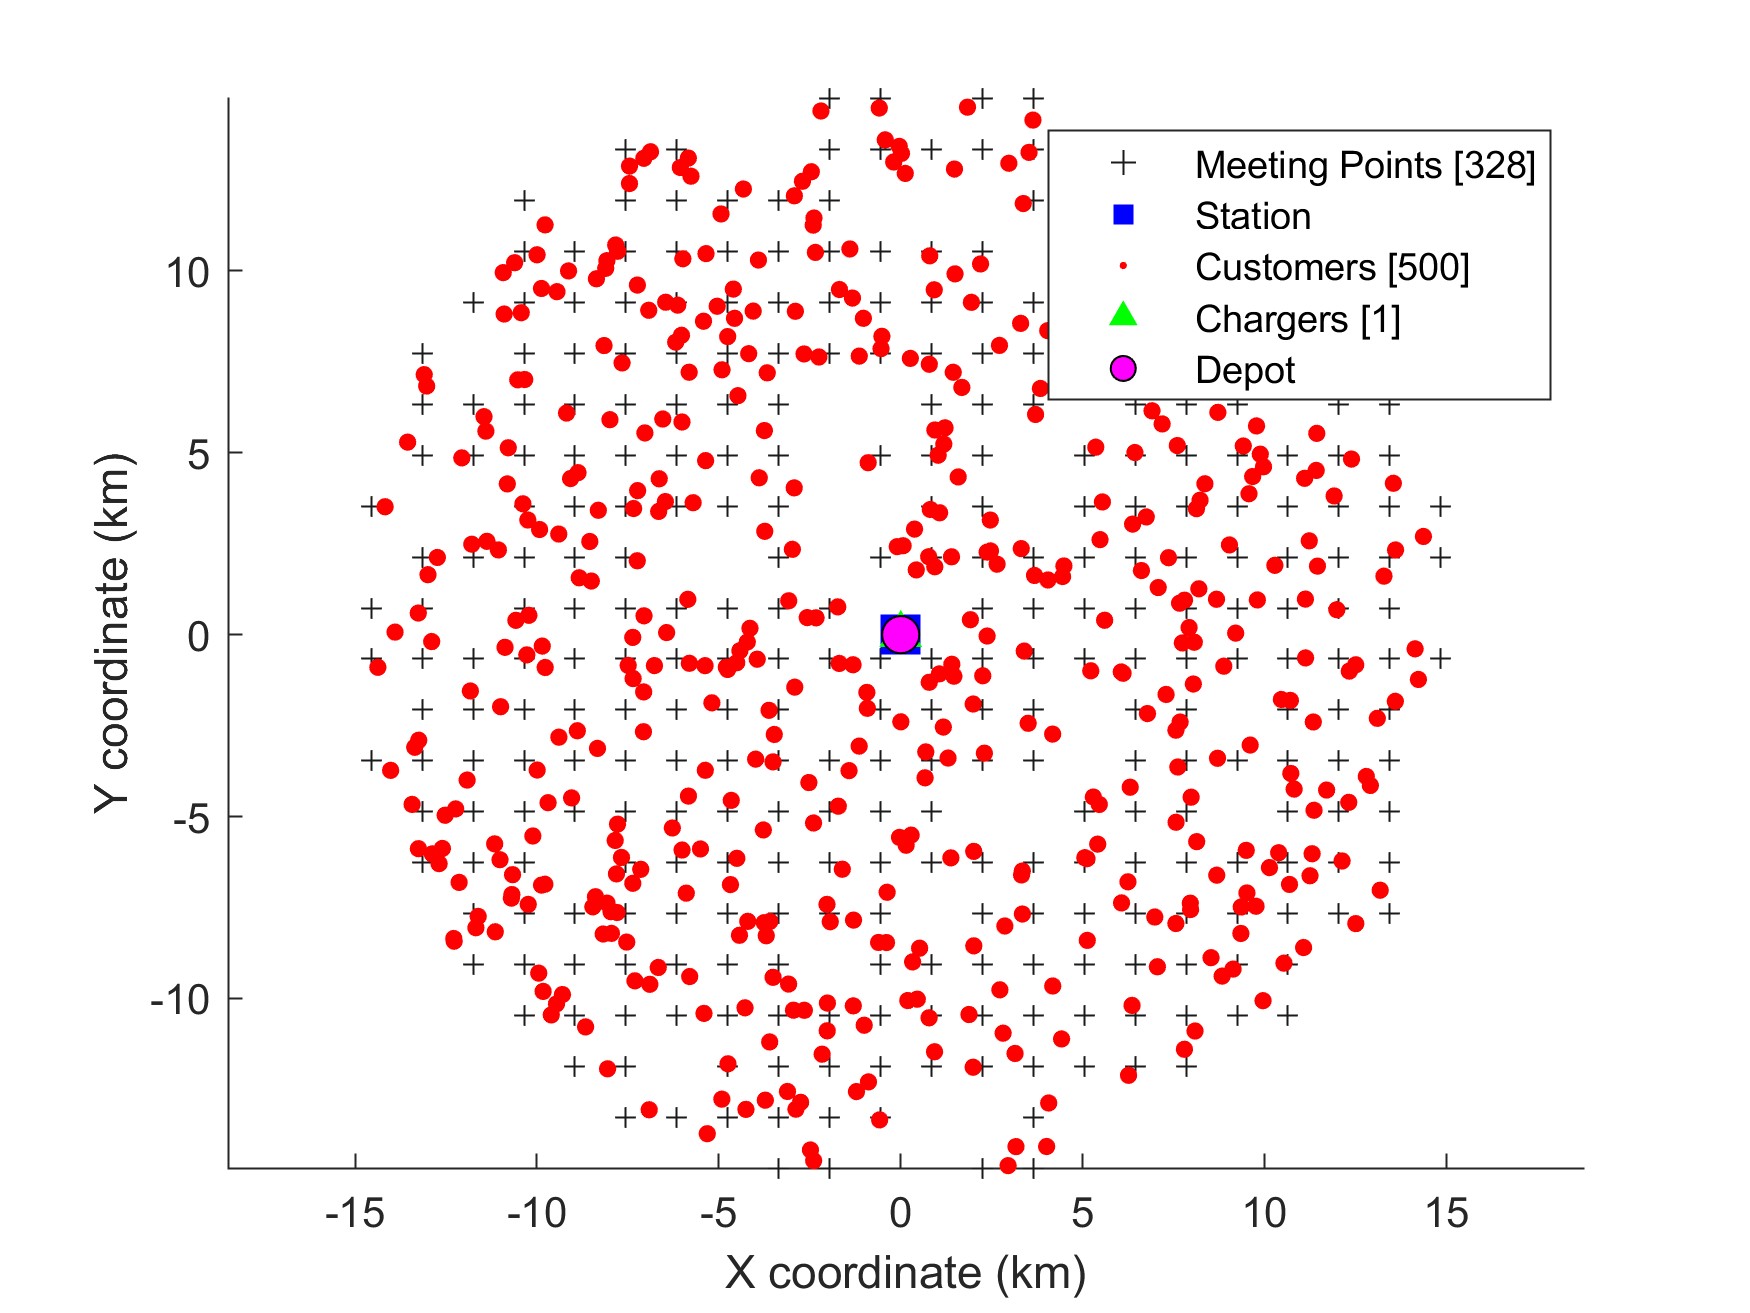 Meeting Points [328]
Station
Customers [500]
Chargers [1]
Depot
10
5
0
-5
-10
Y coordinate (km)
-15 -10 -5 0 5 10 15
X coordinate (km)